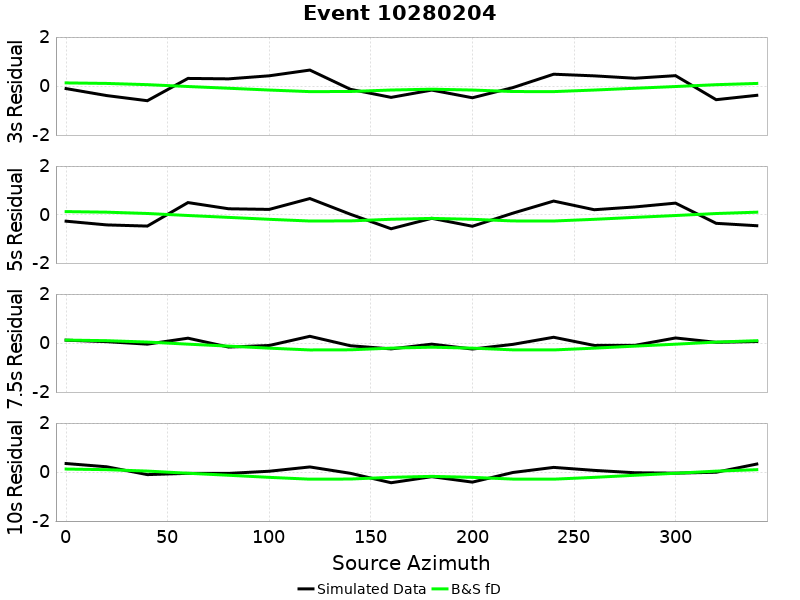 Event 10280204
3s Residual
2
0
-2
5s Residual
2
0
-2
7.5s Residual
2
0
-2
10s Residual
2
0
-2
0 50 100 150 200 250 300
Source Azimuth
Simulated Data B&S fD